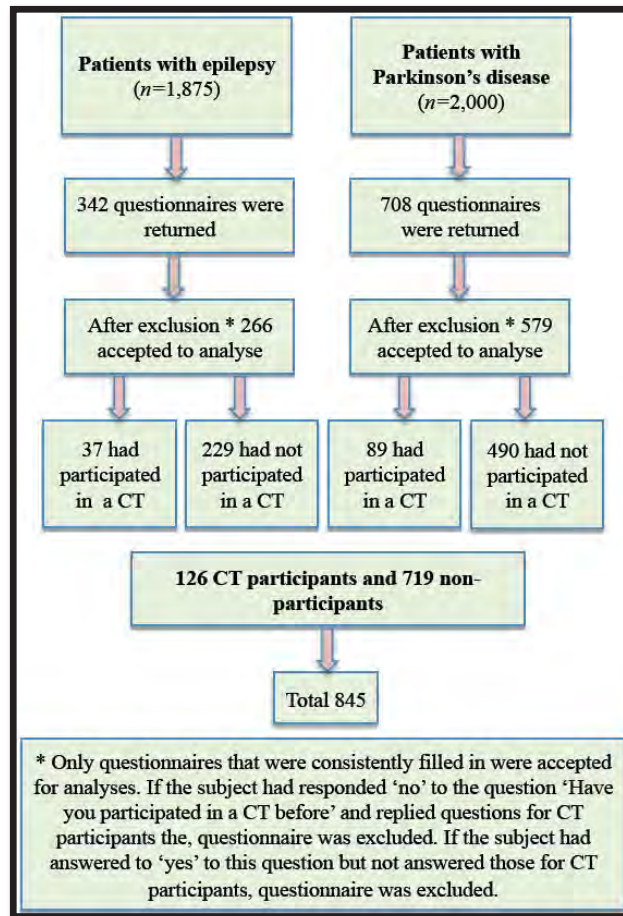 Patients with epilepsy
(n=1,875)
Patients with
Parkinson's disease
(n=2,000)
342 questionnaires were
returned
708 questionnaires
were returned
After exclusion * 266
accepted to analyse
After exclusion * 579
accepted to analyse
37 had
participated
in a CT
229 had not
participated
in a CT
89 had
participated
in a CT
490 had not
participated
in a CT
126 CT participants and 719 non-
participants
Total 845
* Only questionnaires that were consistently filled in were accepted
for analyses. If the subject had responded ‘no’ to the question ‘Have
you participated in a CT before’ and replied questions for CT
participants the, questionnaire was excluded. If the subject had
answered to ‘yes’ to this question but not answered those for CT
participants, questionnaire was excluded.